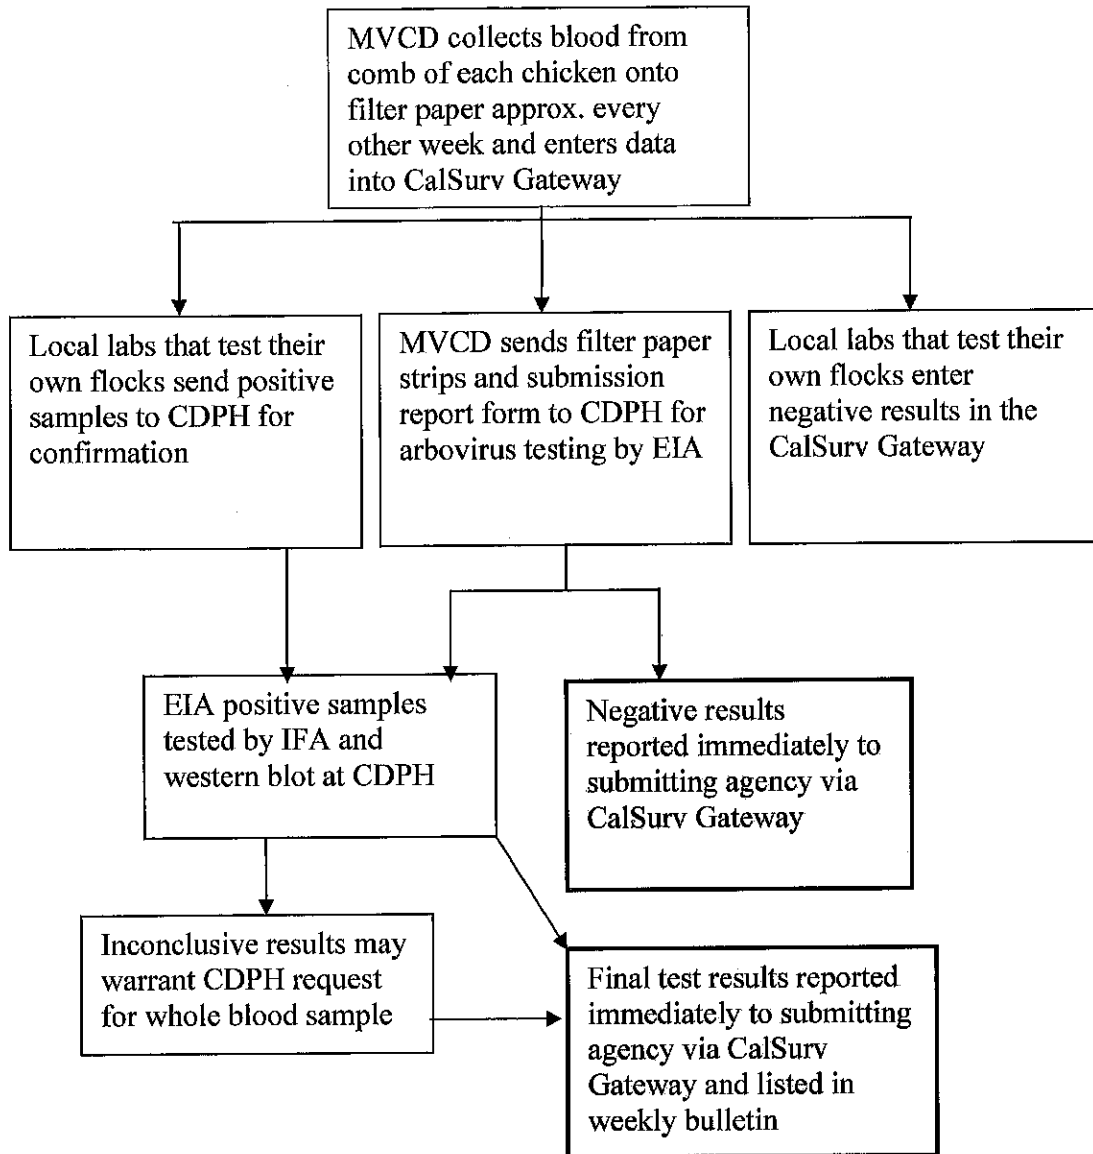 MVCD collects blood from
comb of each chicken onto
filter paper approx. every
other week and enters data
into CalSurv Gateway
Local labs that test their
own flocks send positive
samples to CDPH for
confirmation
MVCD sends filter paper
strips and submission
report form to CDPH for
arbovirus testing by EIA
Local labs that test their
own flocks enter
negative results in the
CalSurv Gateway
EIA positive samples
tested by IFA and
western blot at CDPH
Negative results
reported immediately to
submitting agency via
CalSurv Gateway
Inconclusive results may
warrant CDPH request
for whole blood sample
Final test results reported
immediately to submitting
agency via CalSurv
Gateway and listed in
weekly bulletin